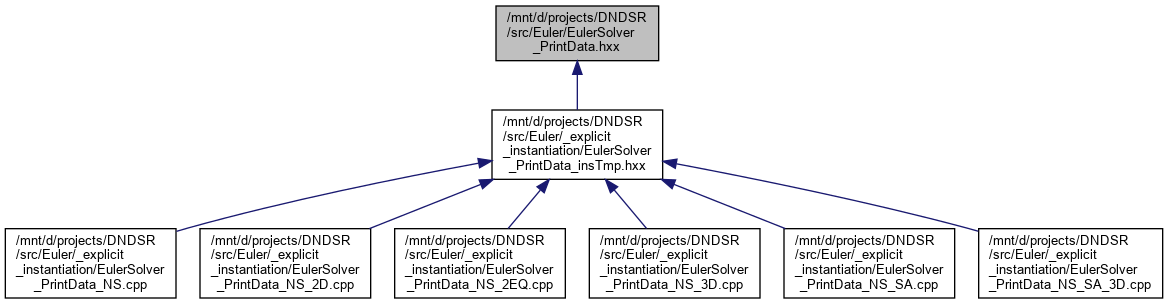 /mnt/d/projects/DNDSR
/src/Euler/EulerSolver
_PrintData.hxx
/mnt/d/projects/DNDSR
/src/Euler/_explicit
_instantiation/EulerSolver
_PrintData_insTmp.hxx
/mnt/d/projects/DNDSR
/src/Euler/_explicit
_instantiation/EulerSolver
_PrintData_NS.cpp
/mnt/d/projects/DNDSR
/src/Euler/_explicit
_instantiation/EulerSolver
_PrintData_NS_2D.cpp
/mnt/d/projects/DNDSR
/src/Euler/_explicit
_instantiation/EulerSolver
_PrintData_NS_2EQ.cpp
/mnt/d/projects/DNDSR
/src/Euler/_explicit
_instantiation/EulerSolver
_PrintData_NS_3D.cpp
/mnt/d/projects/DNDSR
/src/Euler/_explicit
_instantiation/EulerSolver
_PrintData_NS_SA.cpp
/mnt/d/projects/DNDSR
/src/Euler/_explicit
_instantiation/EulerSolver
_PrintData_NS_SA_3D.cpp